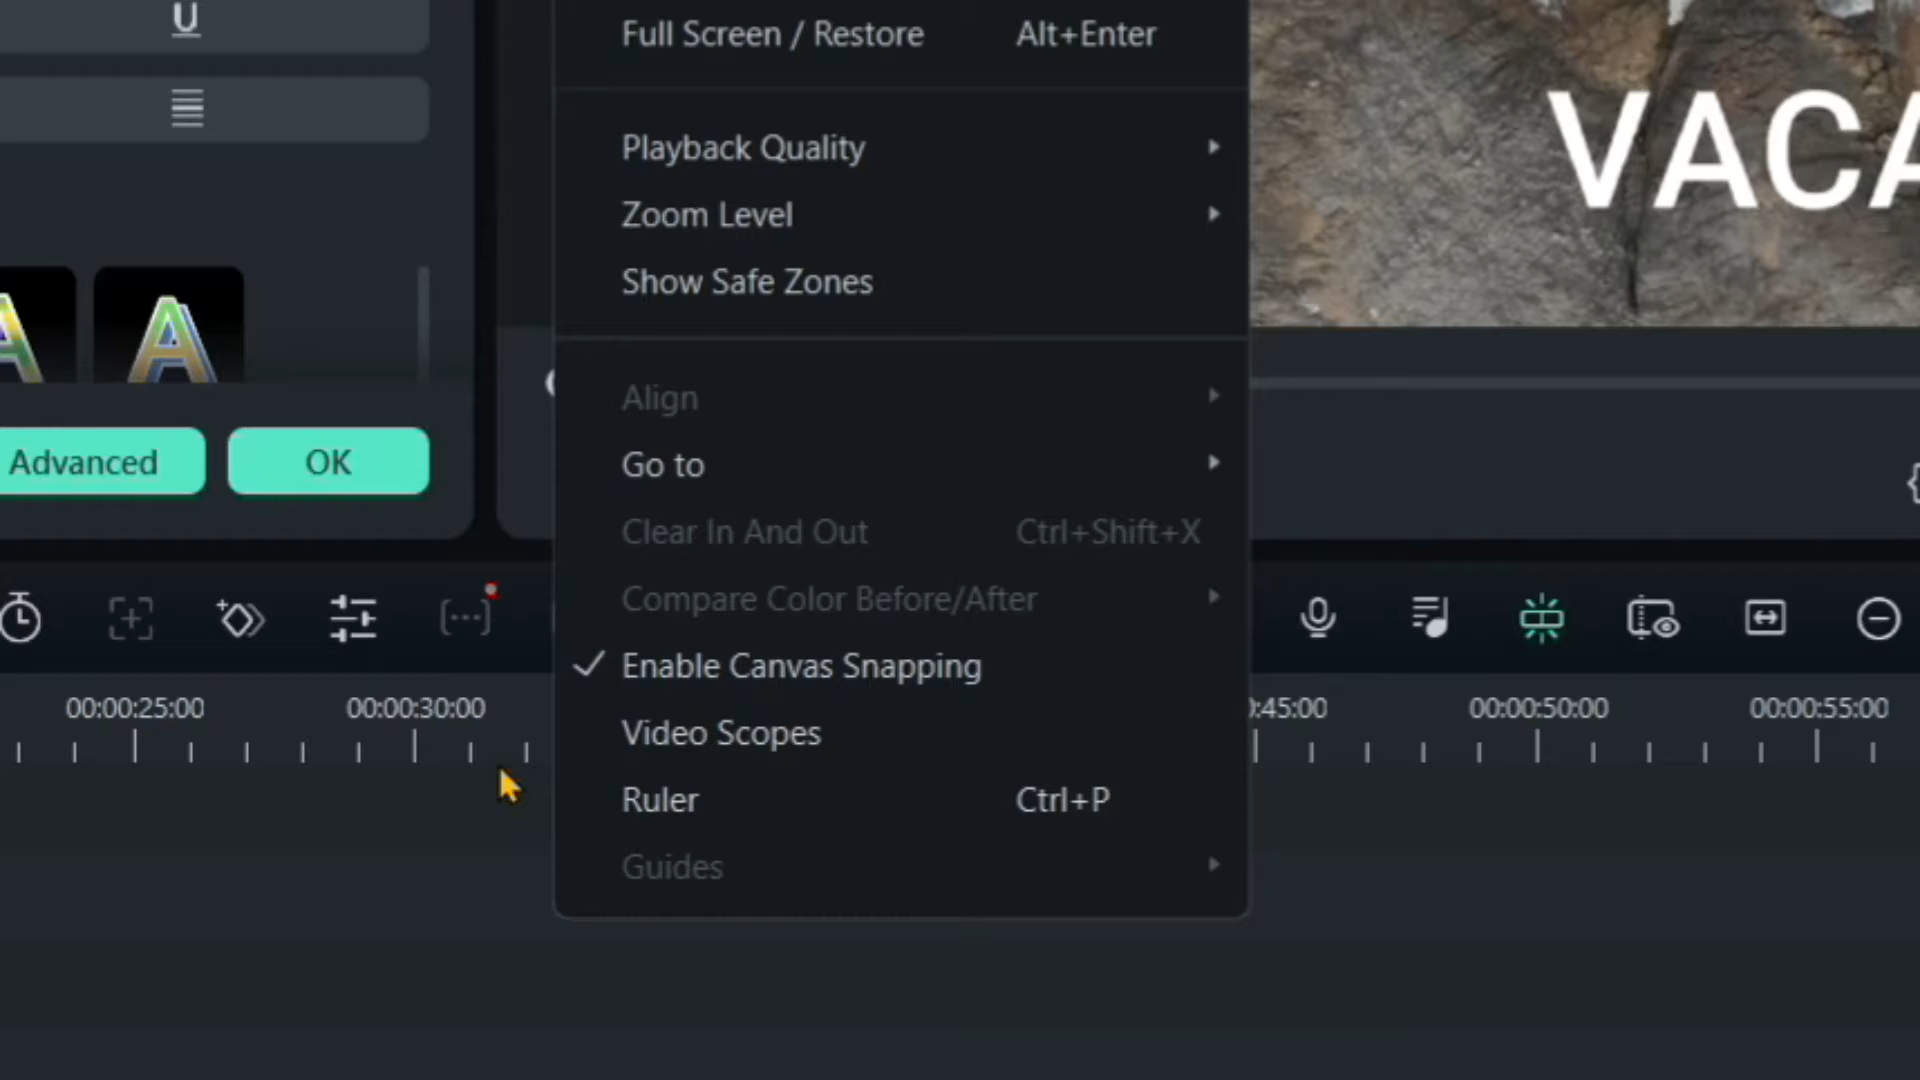 U
Full Screen / Restore Alt+Enter
Playback Quality
Zoom Level
Show Safe Zones
VACA
A A
Align
Go to
Advanced OK
Clear In And Out Ctrl+Shift+X
Compare Color Before/After
Enable Canvas Snapping
00:00:25:00 00:00:30:00 :45:00 00:00:50:00 00:00:55:00
Video Scopes
Ruler Ctrl+P
Guides